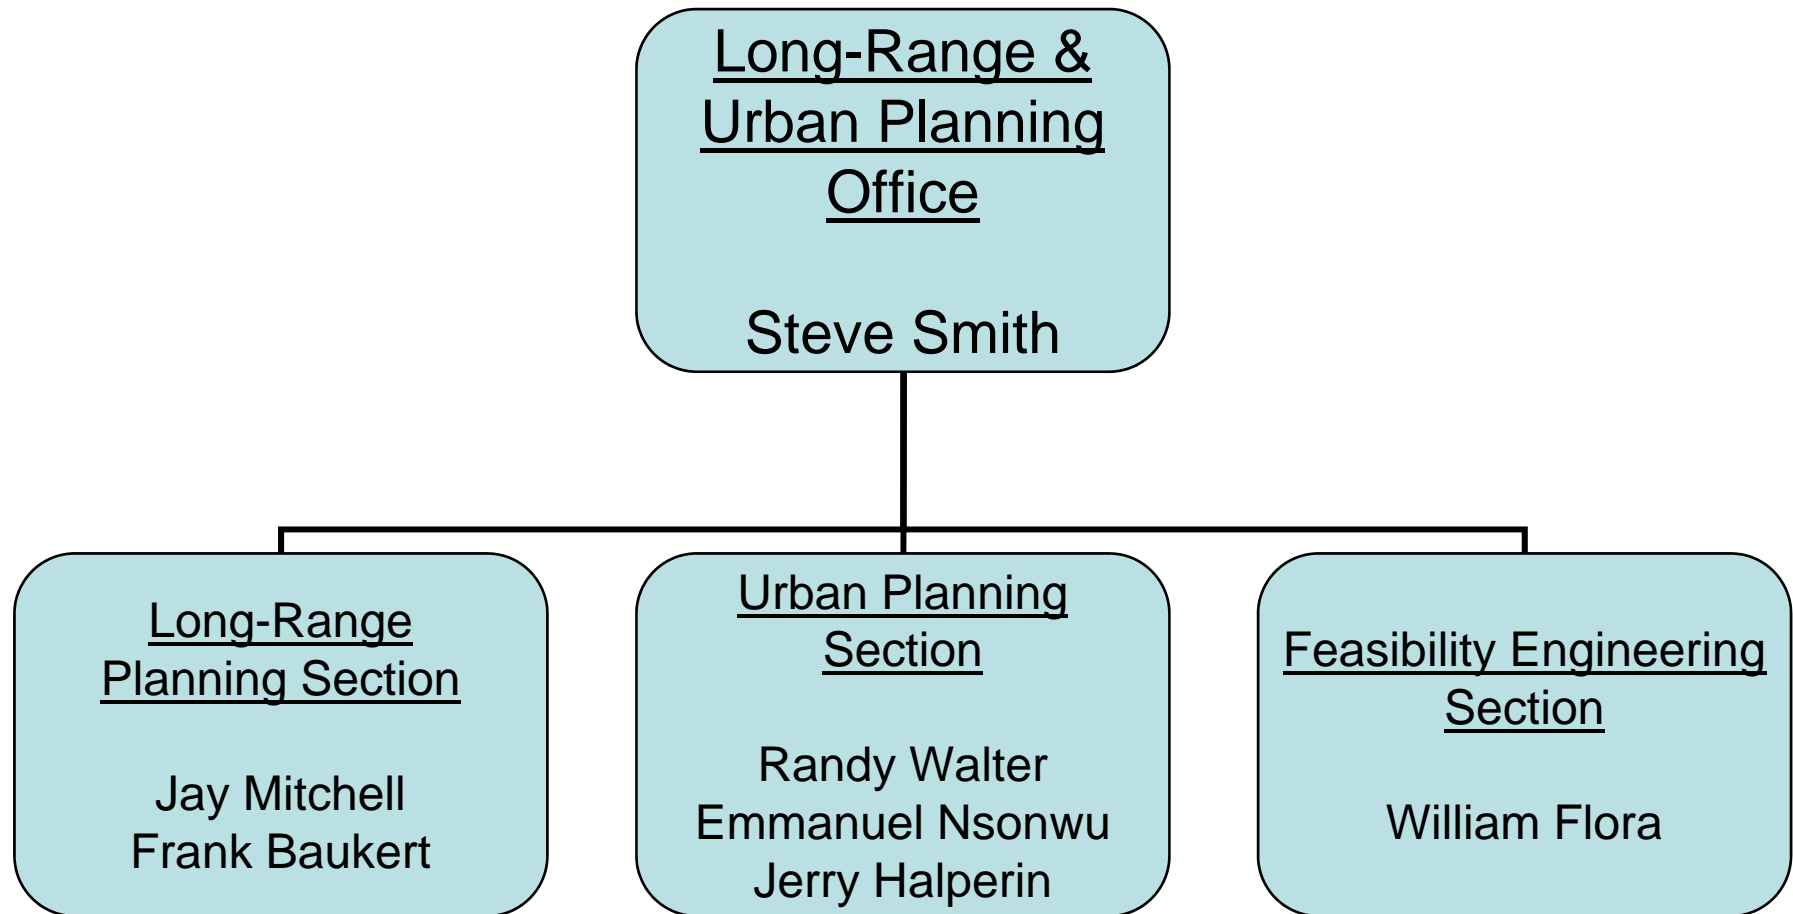 Long-Range &
Urban Planning
Office
Steve Smith
Long-Range
Planning Section
Jay Mitchell
Frank Baukert
Urban Planning
Section
Randy Walter
Emmanuel Nsonwu
Jerry Halperin
Feasibility Engineering
Section
William Flora